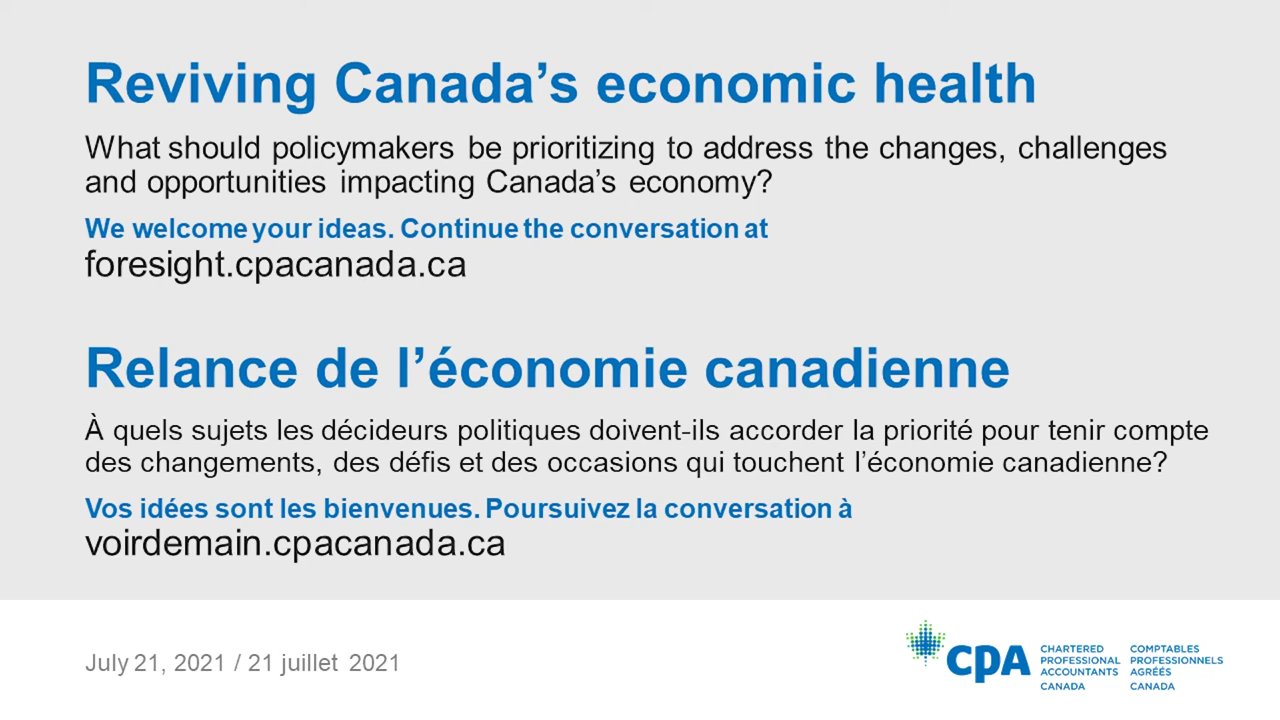 Reviving Canada’s economic health
What should policymakers be prioritizing to address the changes, challenges
and opportunities impacting Canada’s economy?
We welcome your ideas. Continue the conversation at
foresight.cpacanada.ca
Relance de l’économie canadienne
À quels sujets les décideurs politiques doivent-ils accorder la priorité pour tenir compte
des changements, des défis et des occasions qui touchent l’économie canadienne?
Vos idées sont les bienvenues. Poursuivez la conversation à
voirdemain.cpacanada.ca
July 21, 2021 / 21 juillet 2021
CPA
CHARTERED
PROFESSIONAL
ACCOUNTANTS
CANADA
COMPTABLES
PROFESSIONNELS
AGRÉÉS
CANADA